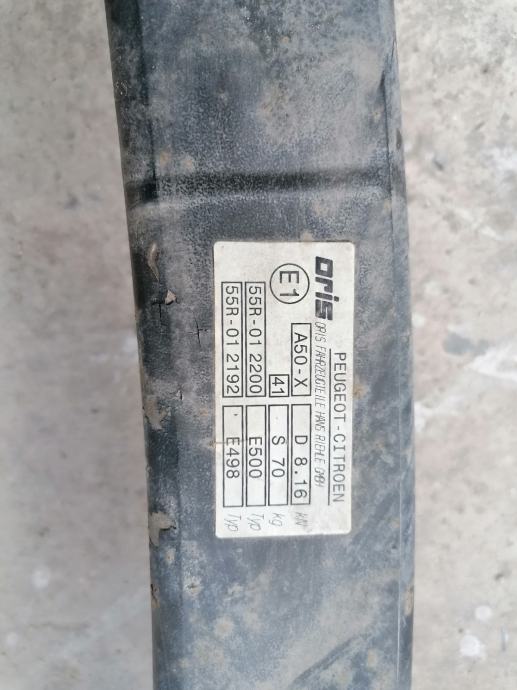 PEUGEOT-CITROEN
oris ORIS FAHRZEUGTEILE HANS RIEHLE GMBH
E1 A50-X D 8.16 kN
41 S 70 kg
55R-01 2200 E500 Typ
55R-01 2192 E498 Typ